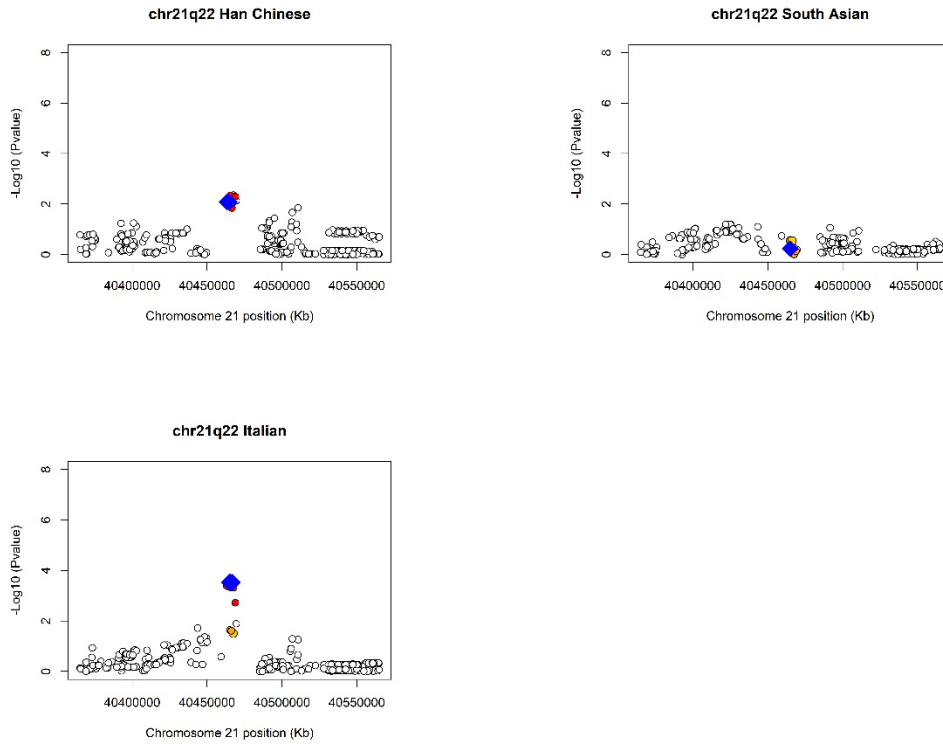 chr21q22 Han Chinese
8
6
4
2
0
-Log10 (Pvalue)
40400000 40450000 40500000 40550000
Chromosome 21 position (Kb)
chr21q22 South Asian
8
6
4
2
0
-Log10 (Pvalue)
40400000 40450000 40500000 40550000
Chromosome 21 position (Kb)
chr21q22 Italian
8
6
4
2
0
-Log10 (Pvalue)
40400000 40450000 40500000 40550000
Chromosome 21 position (Kb)